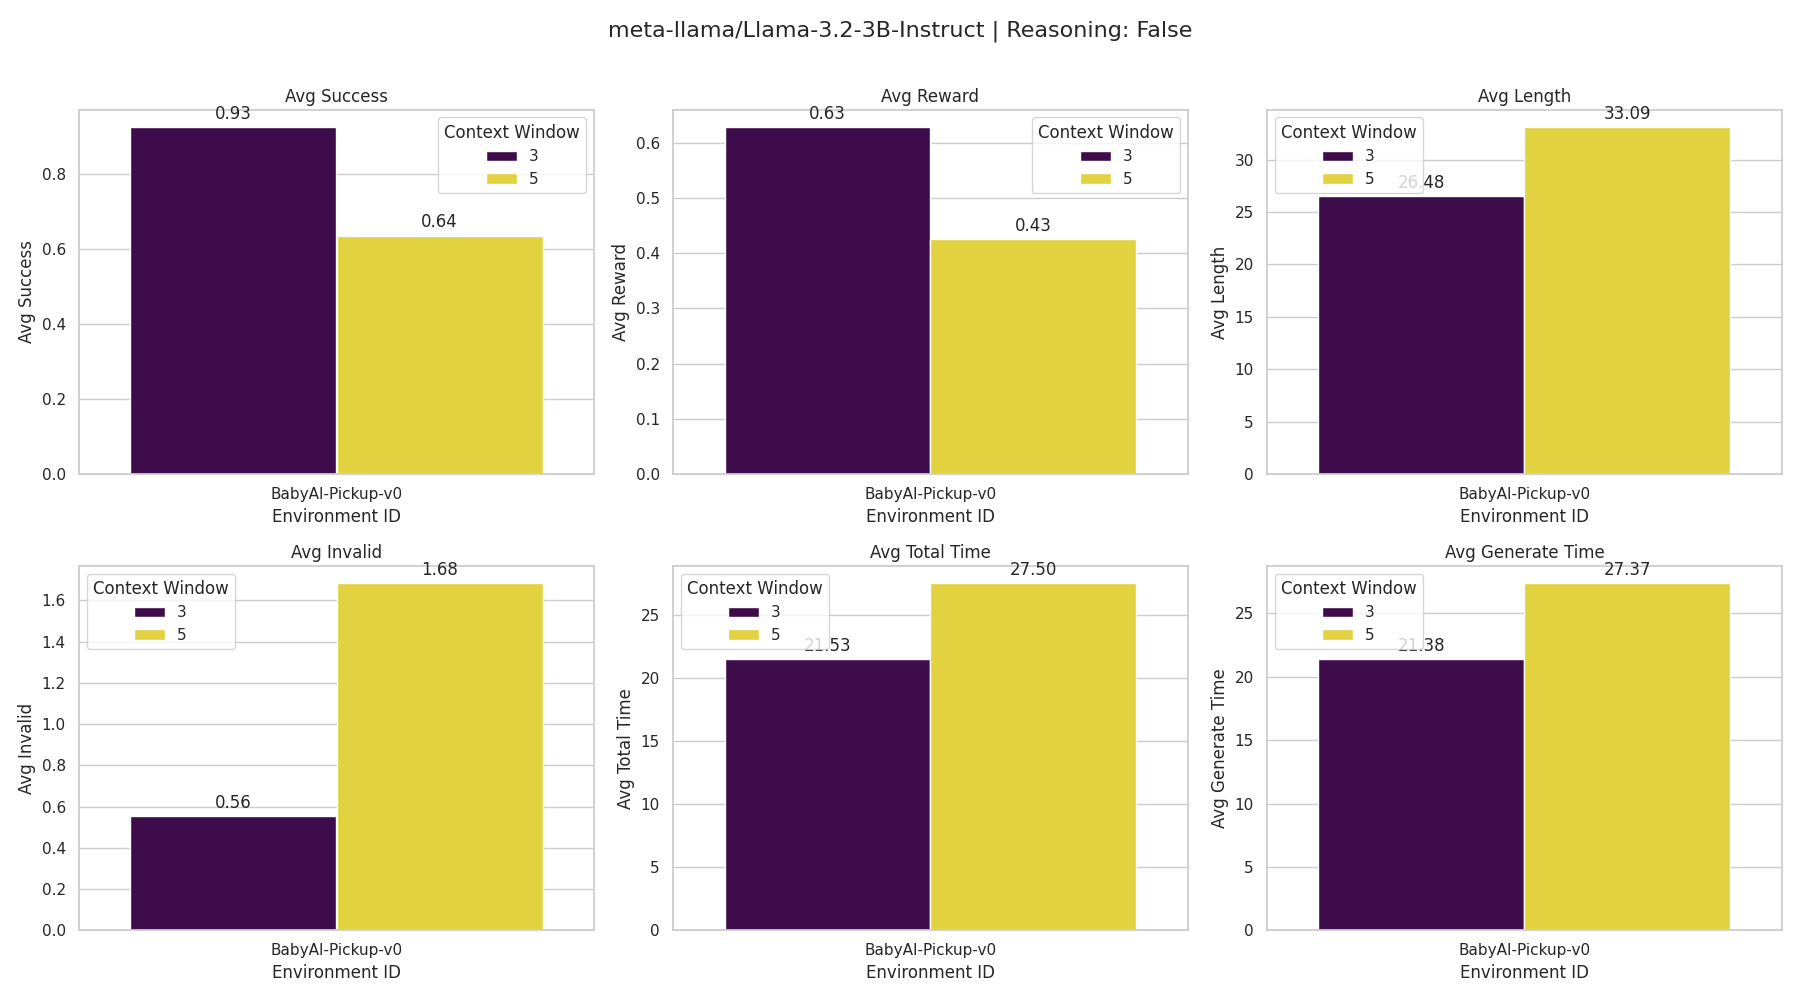 meta-llama/Llama-3.2-3B-Instruct | Reasoning: False
Avg Success
0.93
0.64
Context Window
3
5
0.8
0.6
0.4
0.2
0.0
Avg Success
BabyAI-Pickup-v0
Environment ID
Avg Reward
0.63
0.43
Context Window
3
5
0.6
0.5
0.4
0.3
0.2
0.1
0.0
Avg Reward
BabyAI-Pickup-v0
Environment ID
Avg Length
33.09
Context Window
3
5
26.48
30
25
20
15
10
5
0
Avg Length
BabyAI-Pickup-v0
Environment ID
Avg Invalid
1.68
Context Window
3
5
0.56
1.6
1.4
1.2
1.0
0.8
0.6
0.4
0.2
0.0
Avg Invalid
BabyAI-Pickup-v0
Environment ID
Avg Total Time
27.50
Context Window
3
5
21.53
25
20
15
10
5
0
Avg Total Time
BabyAI-Pickup-v0
Environment ID
Avg Generate Time
27.37
Context Window
3
5
21.38
25
20
15
10
5
0
Avg Generate Time
BabyAI-Pickup-v0
Environment ID